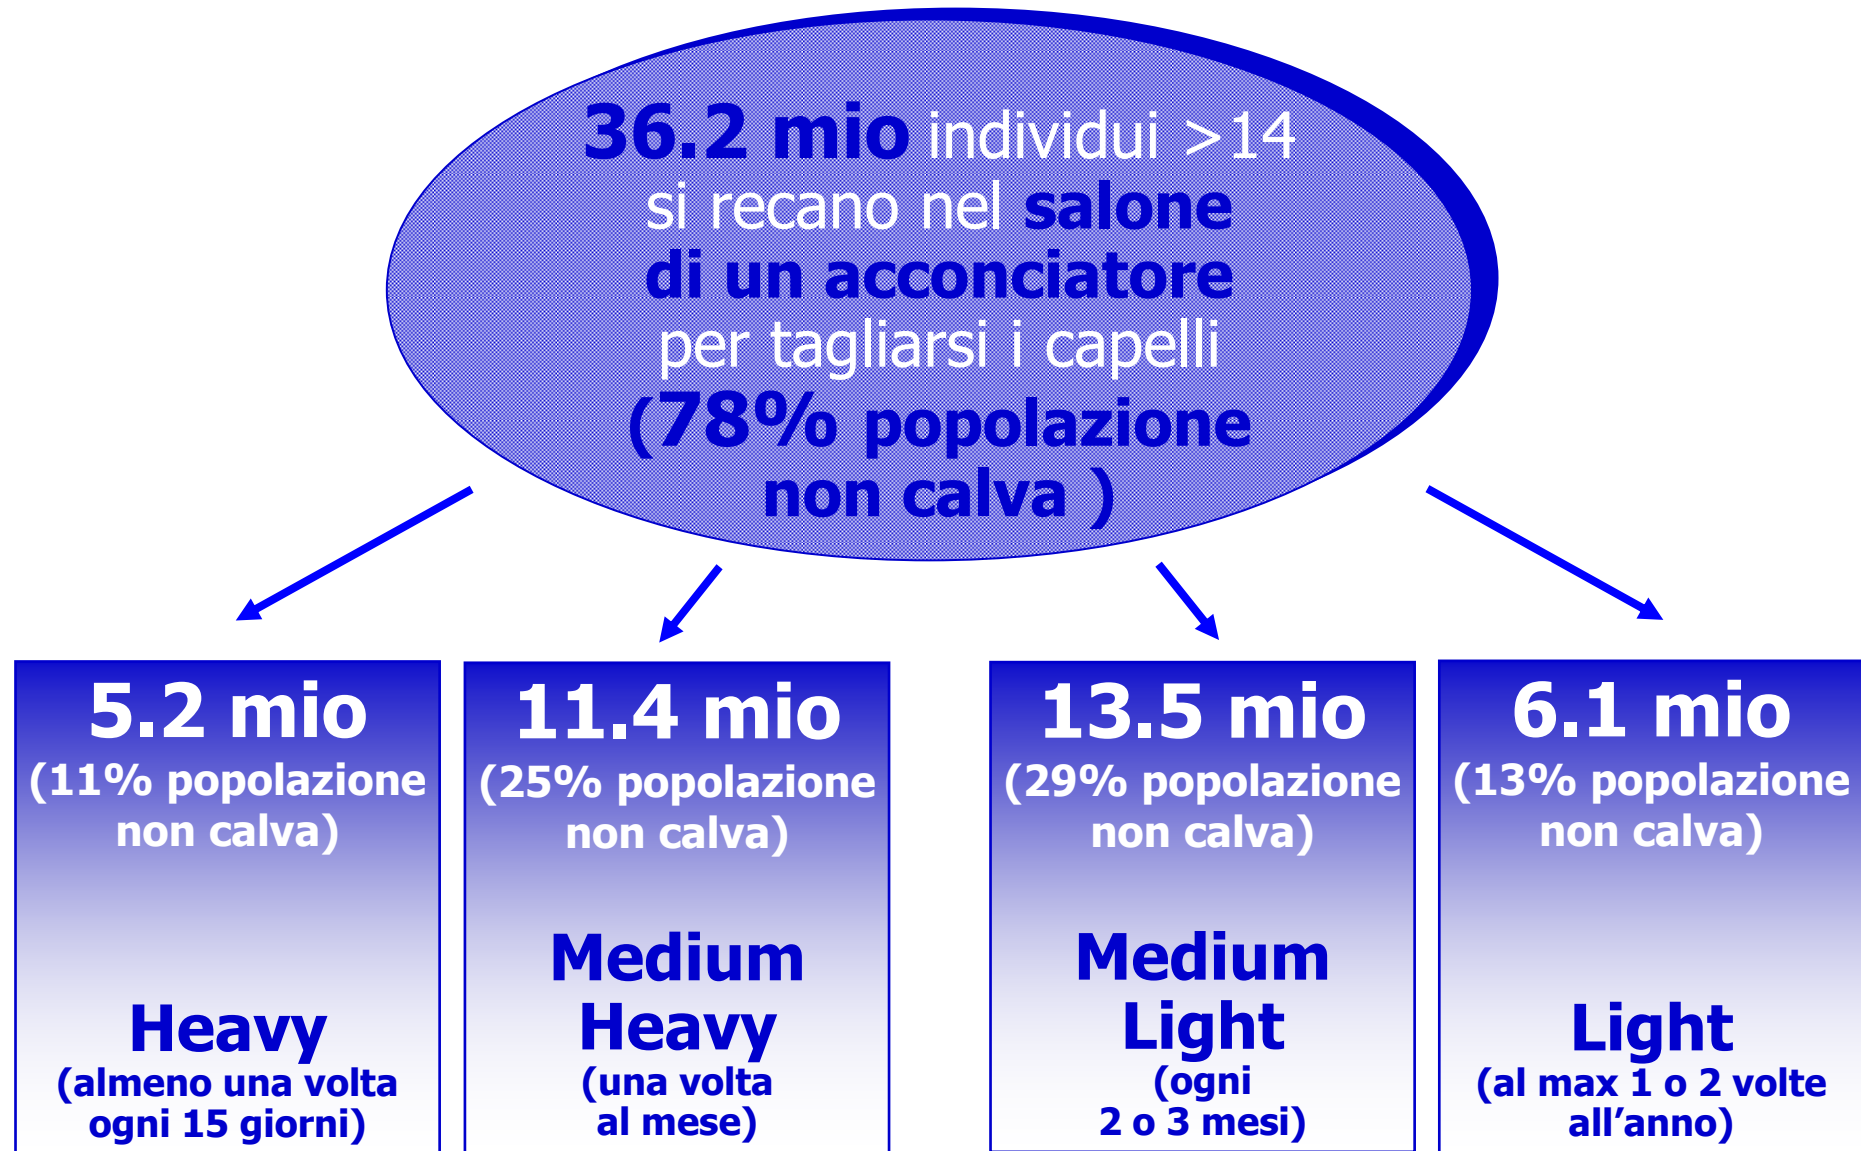 36.2 mio individui >14
si recano nel salone
di un acconciatore
per tagliarsi i capelli
(78% popolazione
non calva )
5.2 mio
(11% popolazione
non calva)
Heavy
(almeno una volta
ogni 15 giorni)
11.4 mio
(25% popolazione
non calva)
Medium
Heavy
(una volta
al mese)
13.5 mio
(29% popolazione
non calva)
Medium
Light
(ogni
2 o 3 mesi)
6.1 mio
(13% popolazione
non calva)
Light
(al max 1 o 2 volte
all’anno)